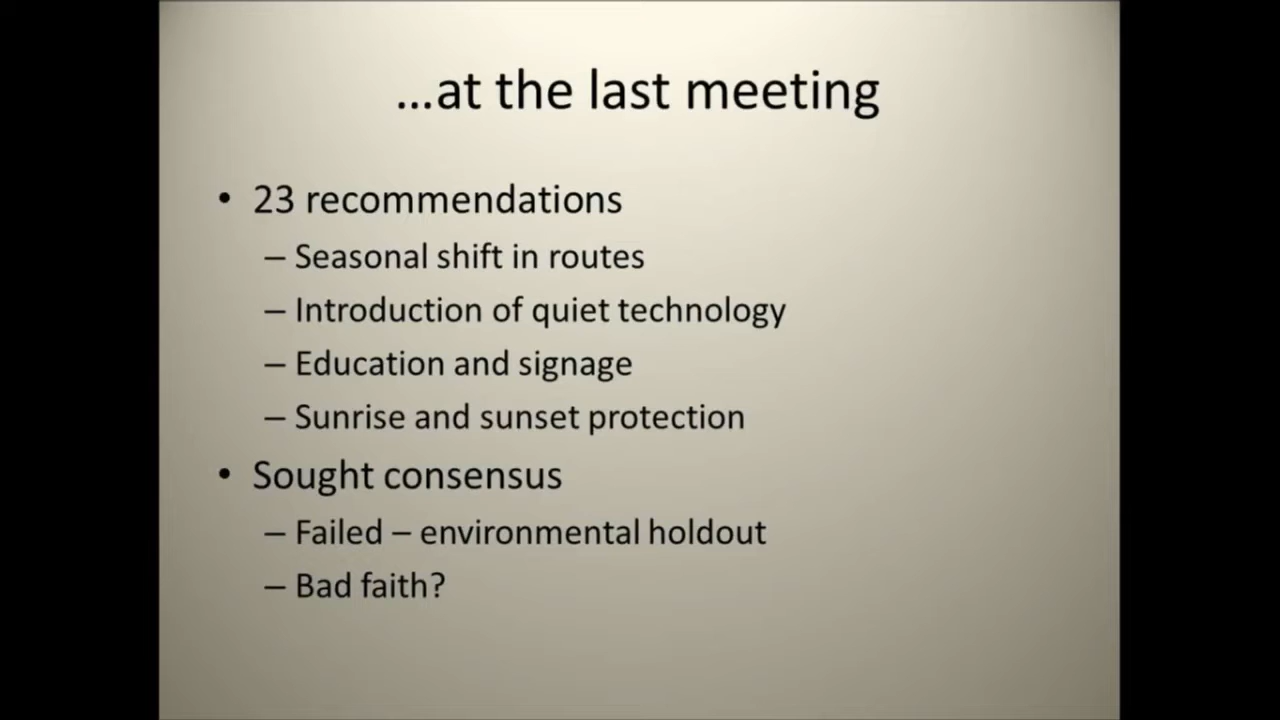 …at the last meeting
• 23 recommendations
– Seasonal shift in routes
– Introduction of quiet technology
– Education and signage
– Sunrise and sunset protection
• Sought consensus
– Failed – environmental holdout
– Bad faith?